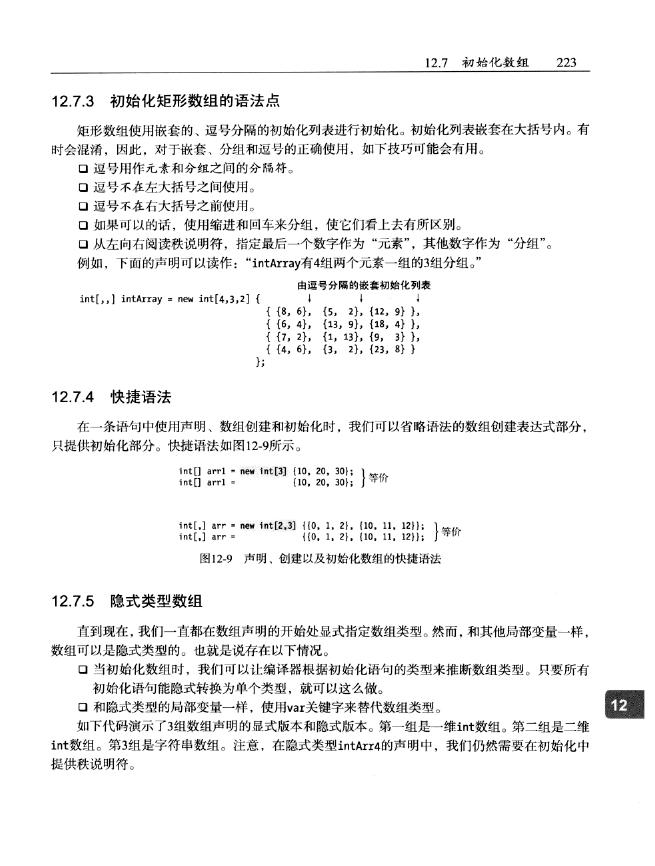 12.7 初始化数组 223
12.7.3 初始化矩形数组的语法点
矩形数组使用嵌套的、逗号分隔的初始化列表进行初始化。初始化列表嵌套在大括号内。有
时会混淆，因此，对于嵌套、分组和逗号的正确使用，如下技巧可能会有用。
❑ 逗号用作元素和分组之间的分隔符。
❑ 逗号不在左大括号之间使用。
❑ 逗号不在右大括号之前使用。
❑ 如果可以的话，使用缩进和回车来分组，使它们看上去有所区别。
❑ 从左向右阅读秩说明符，指定最后一个数字作为“元素”，其他数字作为“分组”。
例如，下面的声明可以读作：“intArray有4组两个元素一组的3组分组。”
由逗号分隔的嵌套初始化列表
int[,,] intArray = new int[4,3,2] { ↓ ↓ ↓
{ {8, 6}, {5, 2}, {12, 9} },
{ {6, 4}, {13, 9}, {18, 4} },
{ {7, 2}, {1, 13}, {9, 3} },
{ {4, 6}, {3, 2}, {23, 8} }
};
12.7.4 快捷语法
在一条语句中使用声明、数组创建和初始化时，我们可以省略语法的数组创建表达式部分，
只提供初始化部分。快捷语法如图12-9所示。
int[] arr1 = new int[3] {10, 20, 30};
int[] arr1 = {10, 20, 30};
等价
int[,] arr = new int[2,3] {{0, 1, 2}, {10, 11, 12}};
int[,] arr = {{0, 1, 2}, {10, 11, 12}};
等价
图12-9 声明、创建以及初始化数组的快捷语法
12.7.5 隐式类型数组
直到现在，我们一直都在数组声明的开始处显式指定数组类型。然而，和其他局部变量一样，
数组可以是隐式类型的。也就是说存在以下情况。
❑ 当初始化数组时，我们可以让编译器根据初始化语句的类型来推断数组类型。只要所有
初始化语句能隐式转换为单个类型，就可以这么做。
❑ 和隐式类型的局部变量一样，使用var关键字来替代数组类型。
如下代码演示了3组数组声明的显式版本和隐式版本。第一组是一维int数组。第二组是二维
int数组。第3组是字符串数组。注意，在隐式类型intArr4的声明中，我们仍然需要在初始化中
提供秩说明符。
12